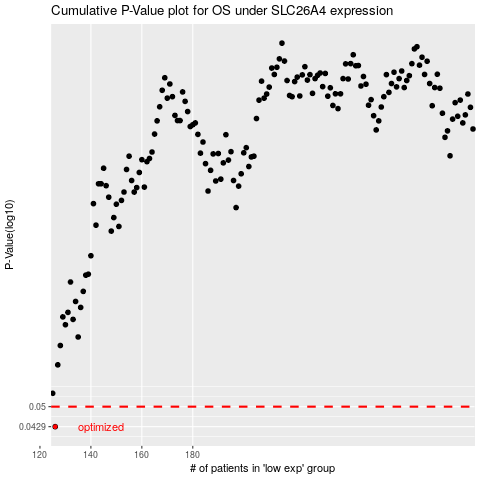 Cumulative P-Value plot for OS under SLC26A4 expression
P-Value(log10)
0.05
0.0429
optimized
120 140 160 180
# of patients in 'low exp' group